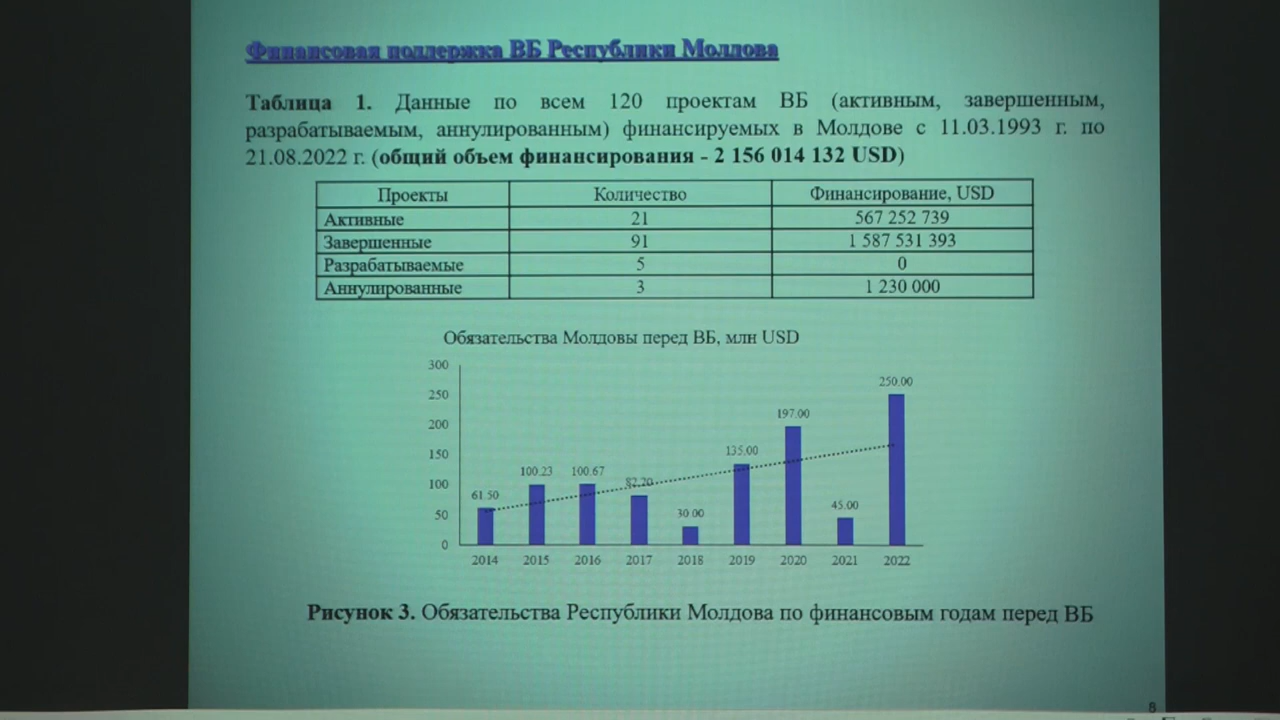 Финансовая поддержка ВБ Республики Молдова
Таблица 1. Данные по всем 120 проектам ВБ (активным, завершенным,
разрабатываемым, аннулированным) финансируемых в Молдове с 11.03.1993 г. по
21.08.2022 г. (общий объем финансирования - 2 156 014 132 USD)
Проекты Количество Финансирование, USD
Активные 21 567 252 739
Завершенные 91 1 587 531 393
Разрабатываемые 5 0
Аннулированные 3 1 230 000
Обязательства Молдовы перед ВБ, млн USD
300
250
200
150
100
50
0
61.50 100.23 100.67 82.20 30.00 135.00 197.00 45.00 250.00
2014 2015 2016 2017 2018 2019 2020 2021 2022
Рисунок 3. Обязательства Республики Молдова по финансовым годам перед ВБ
8